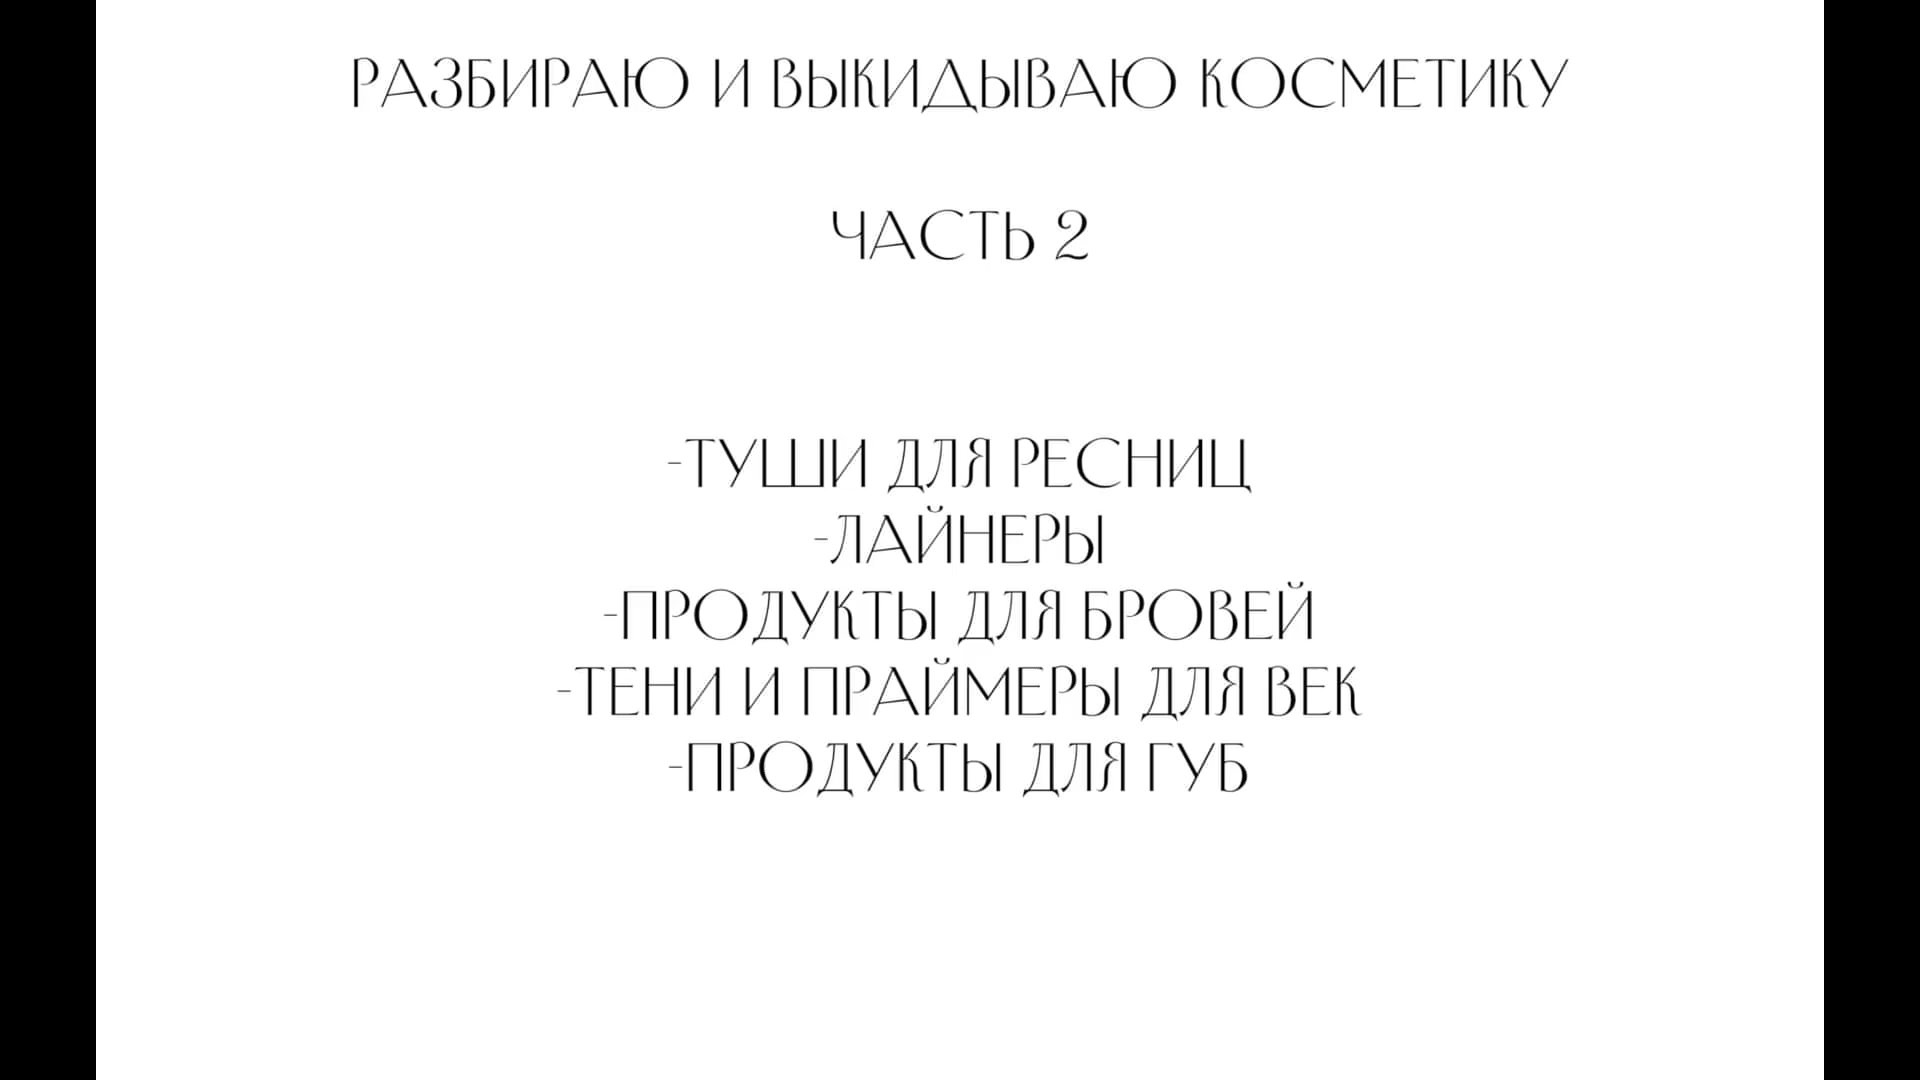 РАЗБИРАЮ И ВЫКИДЫВАЮ КОСМЕТИКУ
ЧАСТЬ 2
-ТУШИ ДЛЯ РЕСНИЦ
-ЛАЙНЕРЫ
-ПРОДУКТЫ ДЛЯ БРОВЕЙ
-ТЕНИ И ПРАЙМЕРЫ ДЛЯ ВЕК
-ПРОДУКТЫ ДЛЯ ГУБ